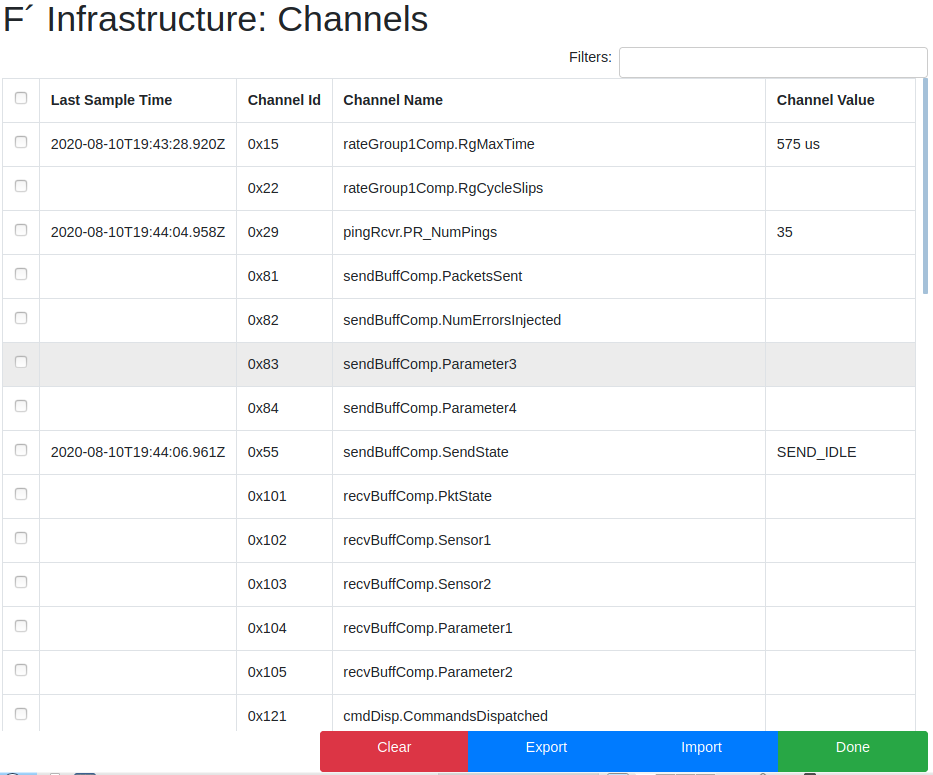 F´ Infrastructure: Channels
Filters:
Last Sample Time Channel Id Channel Name Channel Value
2020-08-10T19:43:28.920Z 0x15 rateGroup1Comp.RgMaxTime 575 us
0x22 rateGroup1Comp.RgCycleSlips
2020-08-10T19:44:04.958Z 0x29 pingRcvr.PR_NumPings 35
0x81 sendBuffComp.PacketsSent
0x82 sendBuffComp.NumErrorsInjected
0x83 sendBuffComp.Parameter3
0x84 sendBuffComp.Parameter4
2020-08-10T19:44:06.961Z 0x55 sendBuffComp.SendState SEND_IDLE
0x101 recvBuffComp.PktState
0x102 recvBuffComp.Sensor1
0x103 recvBuffComp.Sensor2
0x104 recvBuffComp.Parameter1
0x105 recvBuffComp.Parameter2
0x121 cmdDisp.CommandsDispatched
Clear Export Import Done